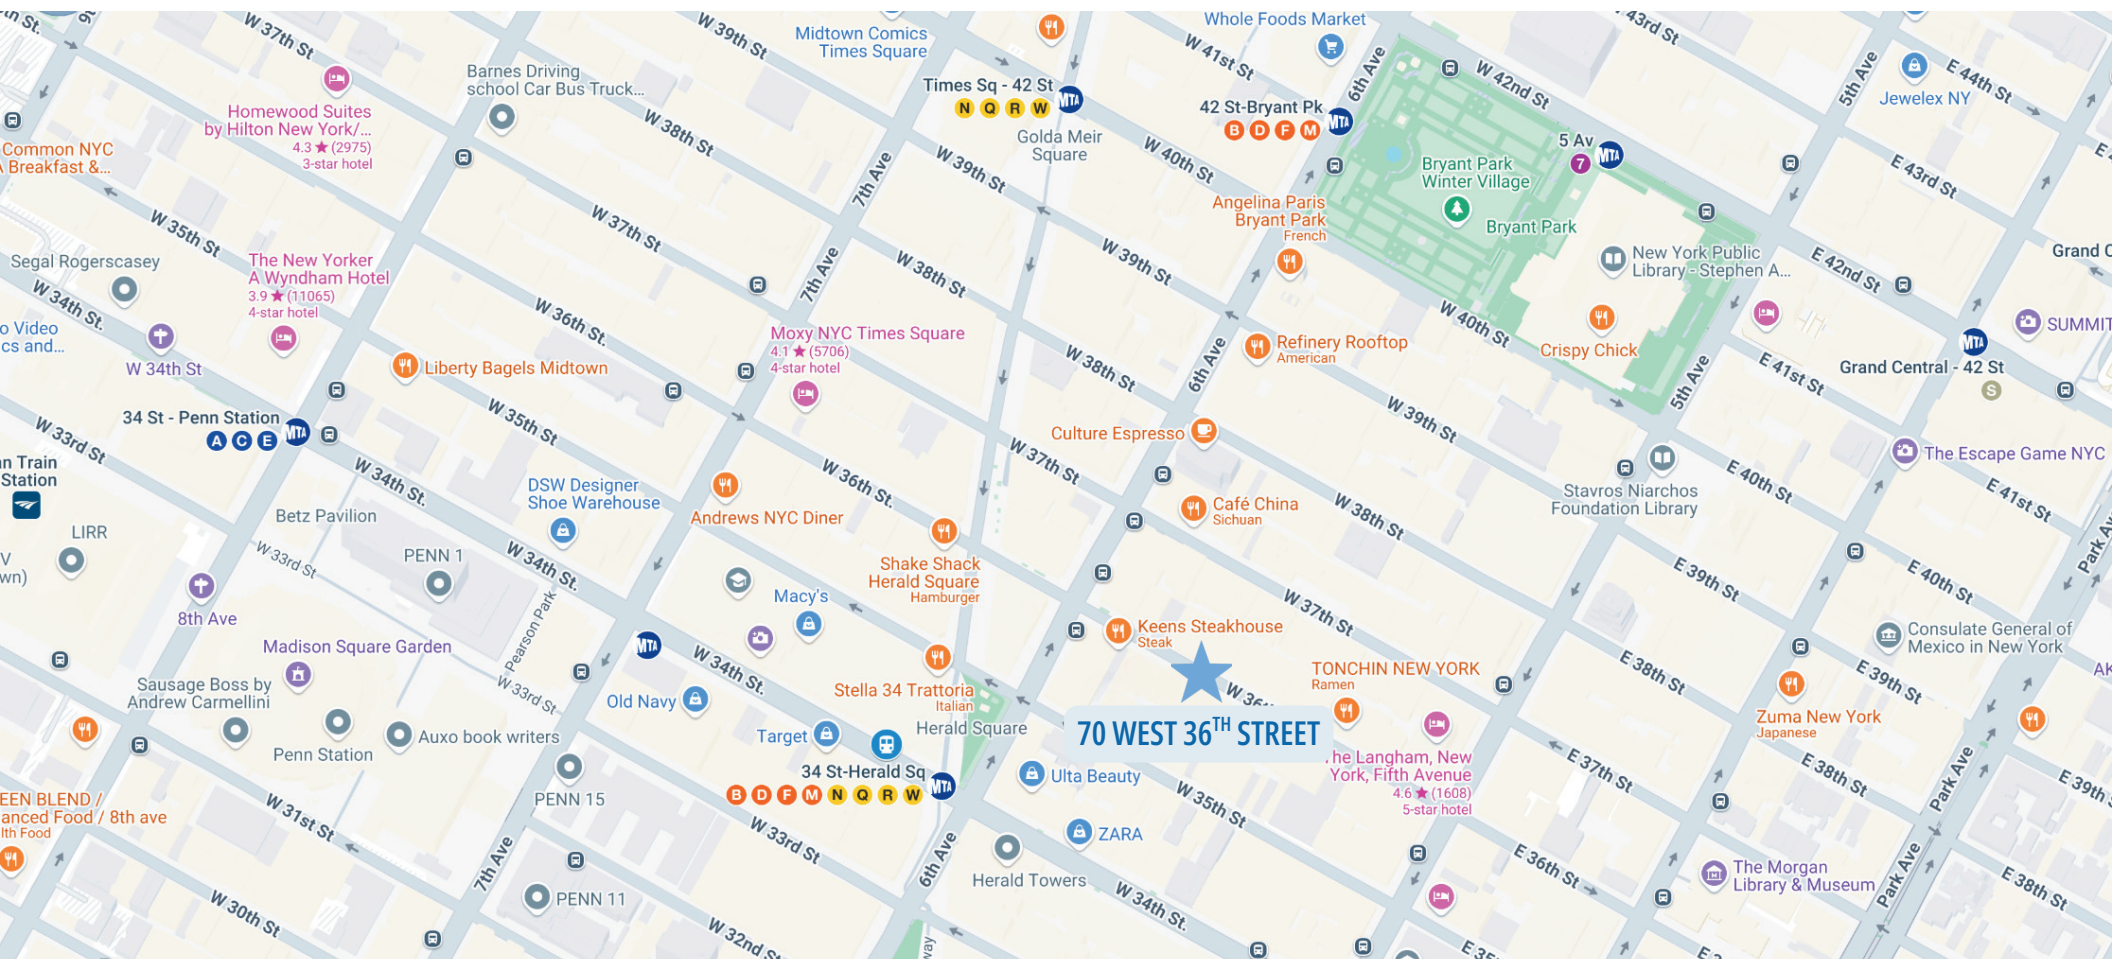 W 37th St
W 39th St
Midtown Comics
Times Square
Whole Foods Market
W 41st St
6th Ave
W 42nd St
43rd St
5th Ave
E 44th St
Jewelex NY
Barnes Driving
school Car Bus Truck...
Homewood Suites
by Hilton New York/...
4.3 ★ (2975)
3-star hotel
Times Sq - 42 St
N Q R W
MTA
Golda Meir
Square
42 St-Bryant Pk
B D F M
MTA
5 Av
7
MTA
Common NYC
Breakfast &...
W 38th St
7th Ave
W 39th St
W 40th St
Bryant Park
Winter Village
Bryant Park
E 43rd St
W 35th St
W 37th St
Angelina Paris
Bryant Park
French
New York Public
Library - Stephen A...
E 42nd St
Grand C
Segal Rogerscasey
The New Yorker
A Wyndham Hotel
3.9 ★ (11065)
4-star hotel
7th Ave
W 38th St
W 39th St
W 34th St.
W 36th St.
W 40th St
Crispy Chick
SUMMIT
o Video
cs and...
W 34th St
Liberty Bagels Midtown
Moxy NYC Times Square
4.1 ★ (5706)
4-star hotel
W 38th St
6th Ave
Refinery Rooftop
American
5th Ave
E 41st St
Grand Central - 42 St
MTA
S
34 St - Penn Station
A C E
MTA
W 33rd St
W 35th St
W 39th St
Culture Espresso
W 37th St
The Escape Game NYC
n Train
Station
W 34th St.
DSW Designer
Shoe Warehouse
W 36th St.
Andrews NYC Diner
Café China
Sichuan
W 38th St
Stavros Niarchos
Foundation Library
E 40th St
E 41st St
Betz Pavilion
LIRR
W 33rd St
PENN 1
W 34th St.
Shake Shack
Herald Square
Hamburger
Park Av
E 39th St
E 40th St
wn)
8th Ave
Pearson Park
Macy's
W 37th St
Keens Steakhouse
Steak
Consulate General of
Mexico in New York
Madison Square Garden
MTA
W 34th St.
Stella 34 Trattoria
Italian
TONCHIN NEW YORK
Ramen
E 38th St
E 39th St
Sausage Boss by
Andrew Carmellini
W 33rd St
Old Navy
W 36th
70 WEST 36TH STREET
Zuma New York
Japanese
Penn Station
Auxo book writers
Target
Herald Square
34 St-Herald Sq
B D F M N Q R W
MTA
Ulta Beauty
he Langham, New
York, Fifth Avenue
4.6 ★ (1608)
5-star hotel
E 37th St
E 38th St
Park Ave
E 39th S
EEN BLEND /
anced Food / 8th ave
lth Food
W 31st St
PENN 15
W 33rd St
W 35th St
ZARA
7th Ave
6th Ave
Herald Towers
W 34th St.
E 36th St
The Morgan
Library & Museum
Park Ave
E 38th St
W 30th St
PENN 11
W 32nd St
way
E 35